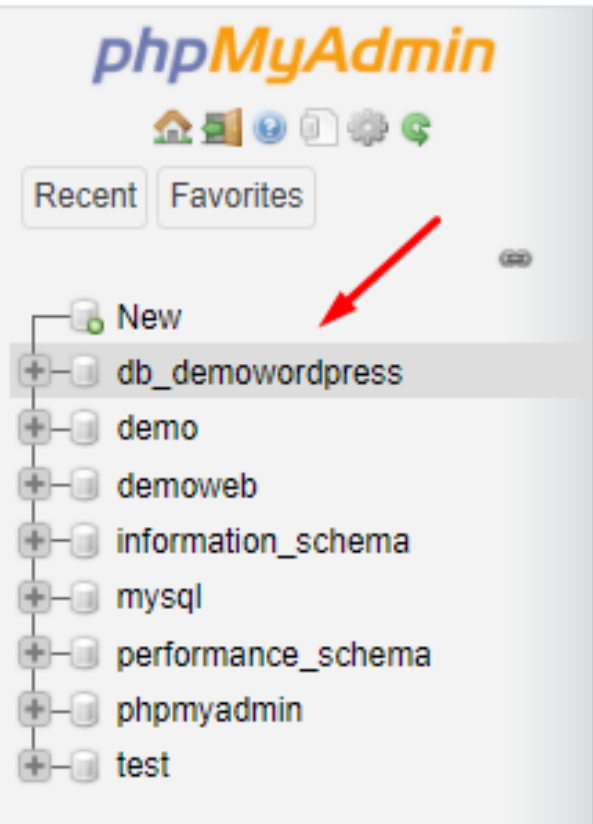 phpMyAdmin
Recent Favorites
New
db_demowordpress
demo
demoweb
information_schema
mysql
performance_schema
phpmyadmin
test